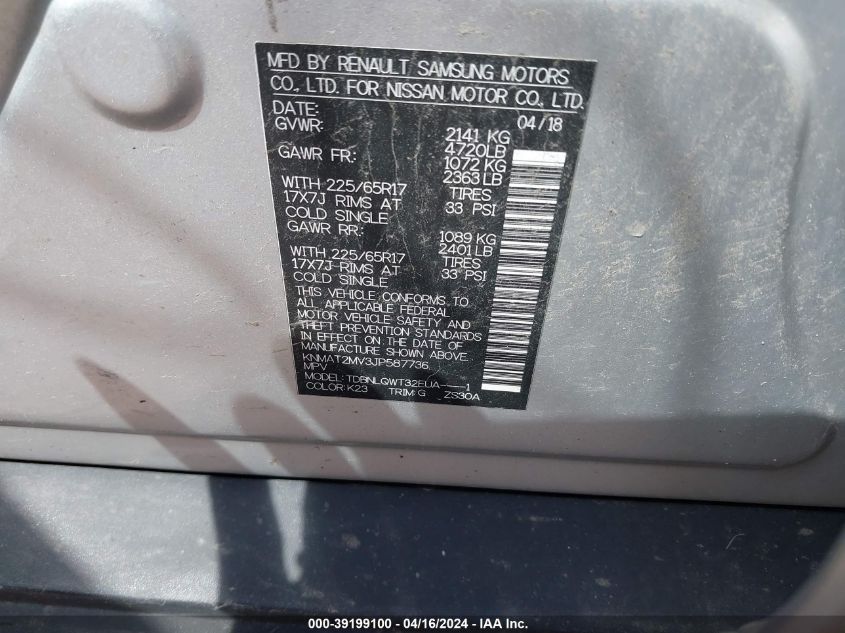 MFD BY RENAULT SAMSUNG MOTORS
CO., LTD. FOR NISSAN MOTOR CO., LTD.
DATE: 04/18
GVWR: 2141 KG
4720LB
GAWR FR: 1072 KG
2363 LB
WITH 225/65R17 TIRES
17X7J RIMS AT 33 PSI
COLD SINGLE
GAWR RR: 1089 KG
2401 LB
WITH 225/65R17 TIRES
17X7J RIMS AT 33 PSI
COLD SINGLE
THIS VEHICLE CONFORMS TO
ALL APPLICABLE FEDERAL
MOTOR VEHICLE SAFETY AND
THEFT PREVENTION STANDARDS
IN EFFECT ON THE DATE OF
MANUFACTURE SHOWN ABOVE.
KNMAT2MV3JP587736
MPV
MODEL: TDBNLQWT32EUA----1
COLOR: K23 TRIM: G ZS30A
000-39199100 - 04/16/2024 - IAA Inc.